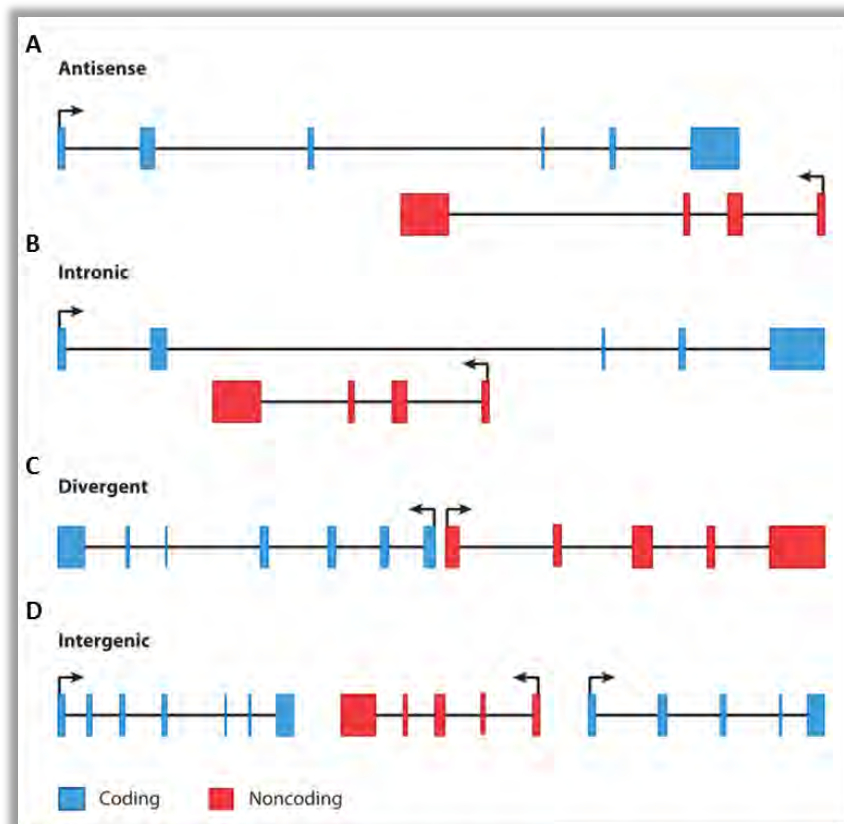 A
Antisense
B
Intronic
C
Divergent
D
Intergenic
Coding
Noncoding